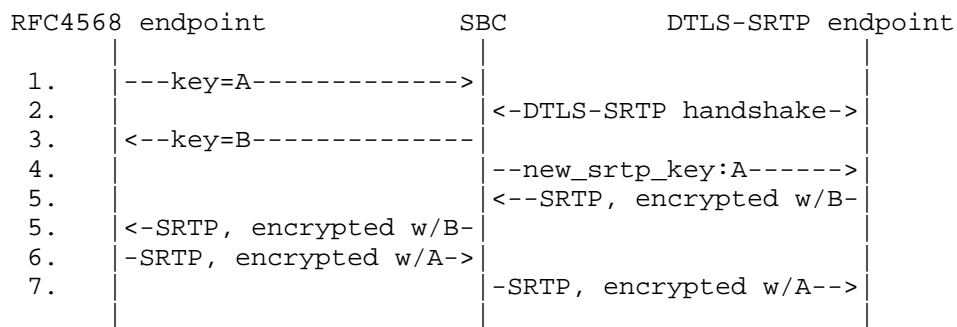 RFC4568 endpoint                 SBC            DTLS-SRTP endpoint
       |                          |                          |
 1.    |---key=A------------->|                          |
 2.    |                          |<-DTLS-SRTP handshake->|
 3.    |<--key=B--------------|                          |
 4.    |                          |--new_srtp_key:A------>|
 5.    |                          |<--SRTP, encrypted w/B-|
 5.    |<-SRTP, encrypted w/B-|                          |
 6.    |-SRTP, encrypted w/A->|                          |
 7.    |                          |-SRTP, encrypted w/A-->|
       |                          |                          |